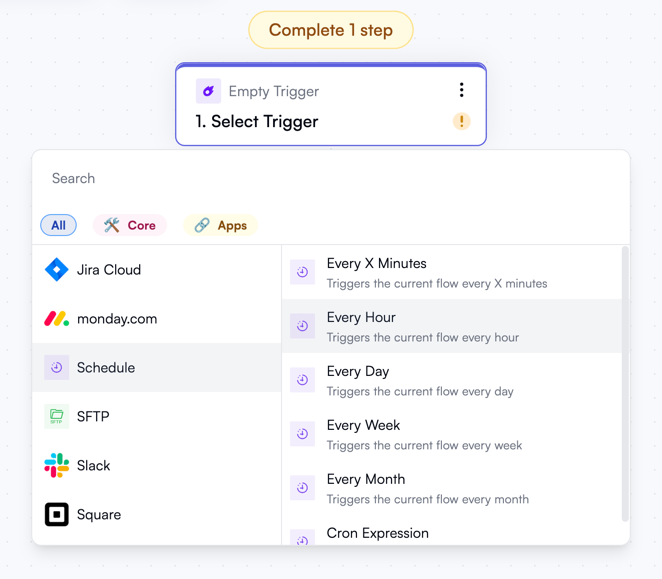 Complete 1 step
Empty Trigger
1. Select Trigger
!
Search
All
Core
Apps
Jira Cloud
monday.com
Schedule
SFTP
SFTP
Slack
Square
Every X Minutes
Triggers the current flow every X minutes
Every Hour
Triggers the current flow every hour
Every Day
Triggers the current flow every day
Every Week
Triggers the current flow every week
Every Month
Triggers the current flow every month
Cron Expression